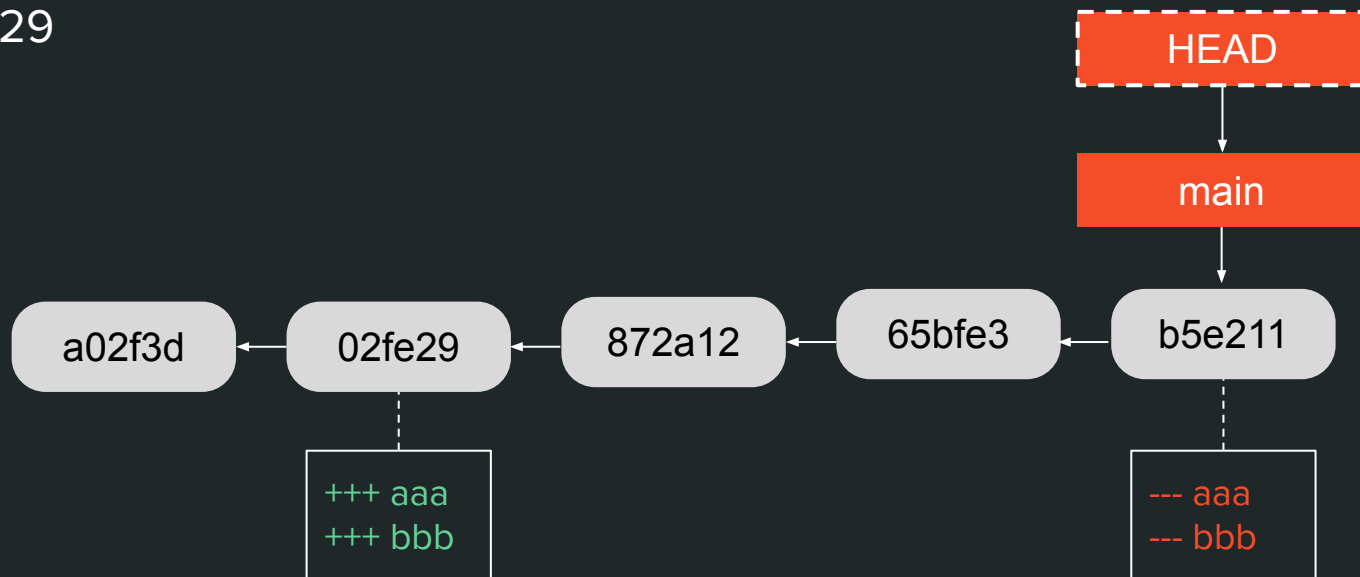 29
HEAD
main
a02f3d
02fe29
872a12
65bfe3
b5e211
+++ aaa
+++ bbb
--- aaa
--- bbb